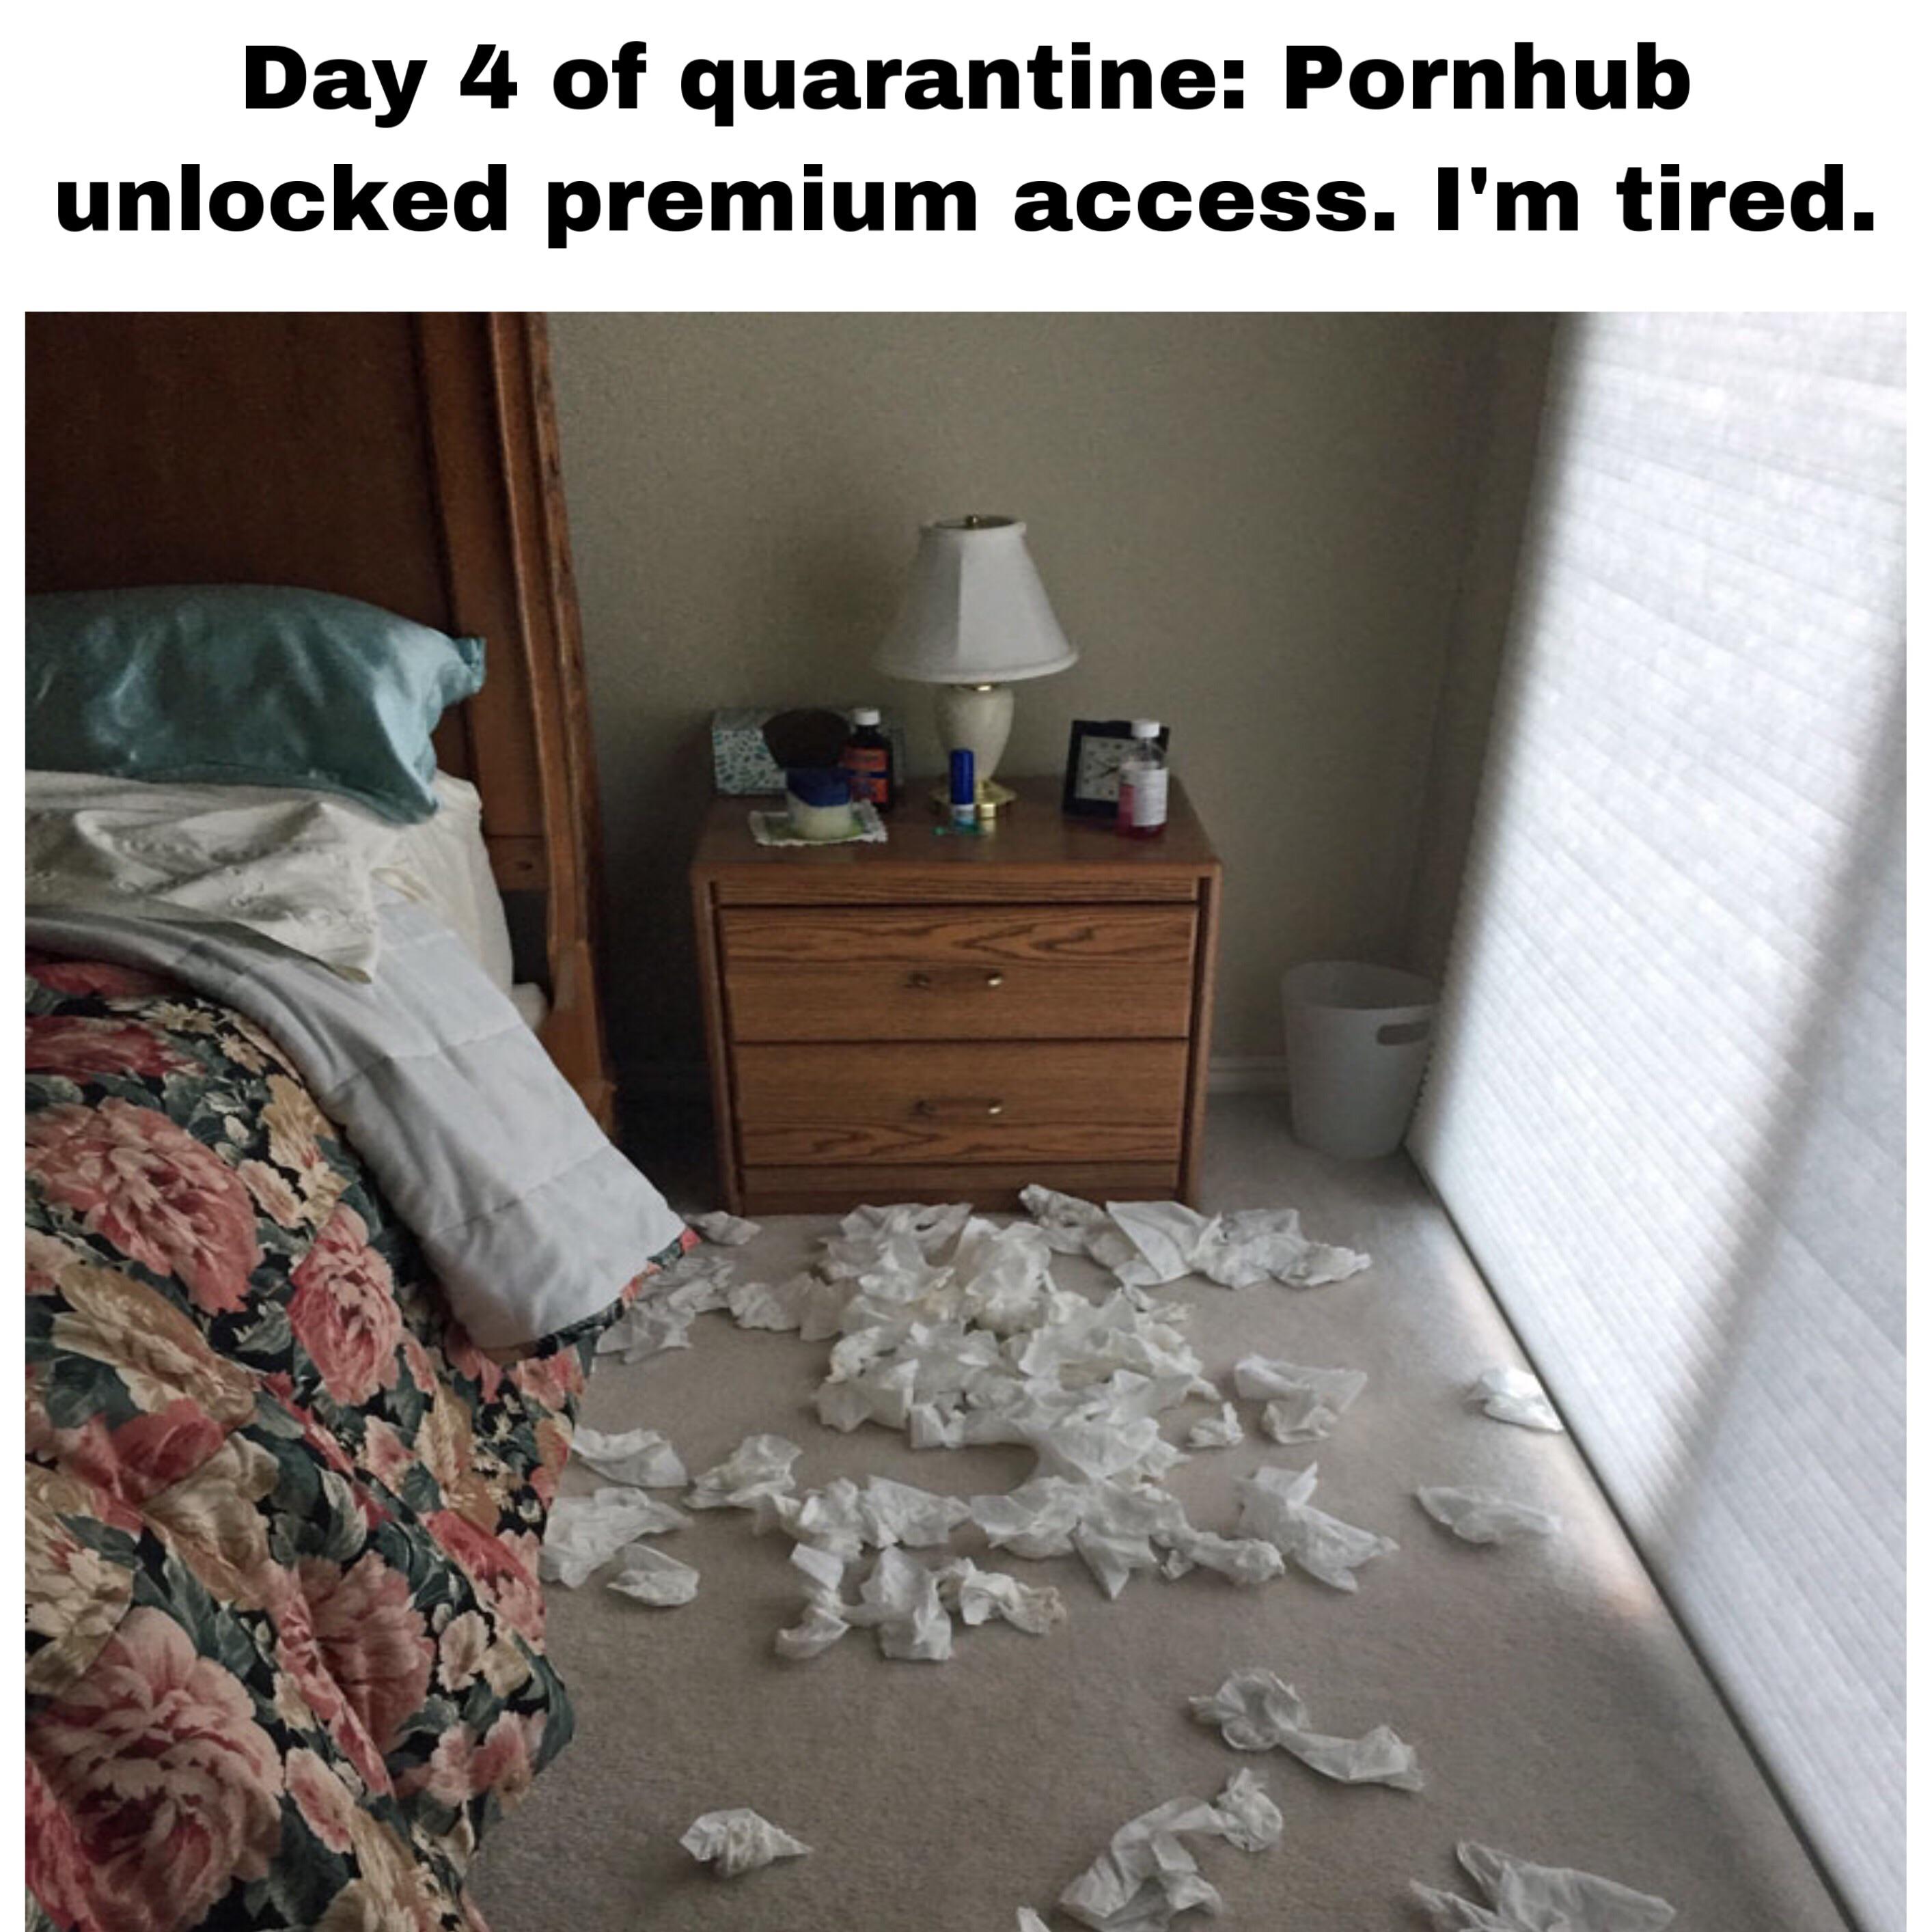 Day 4 of quarantine: Pornhub
unlocked premium access. I'm tired.